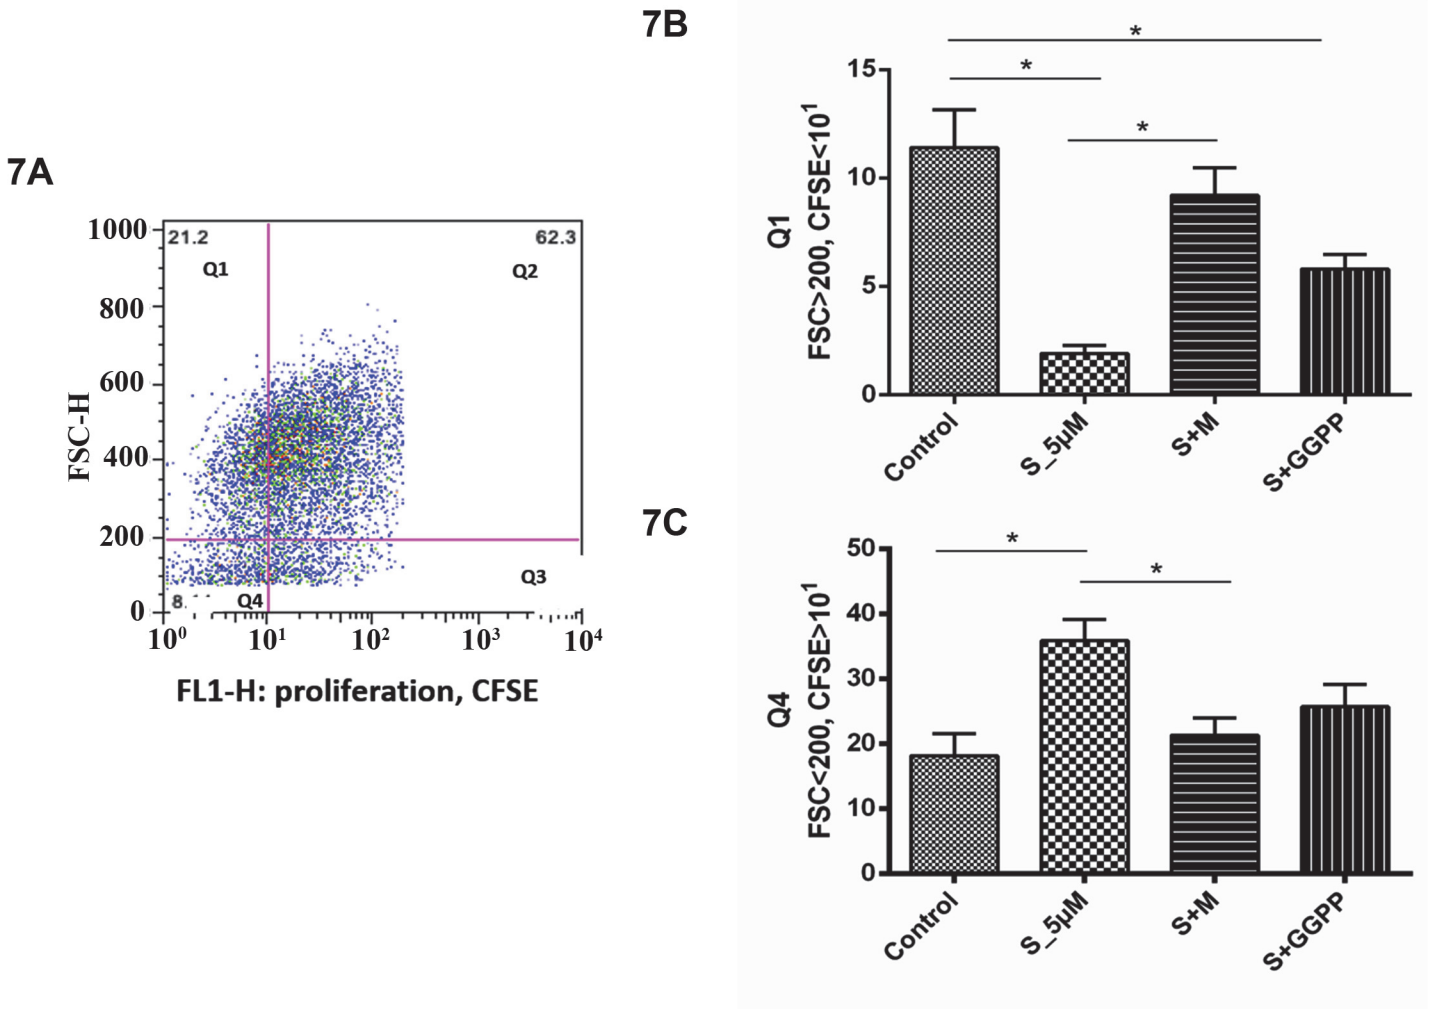 7A
1000
800
600
400
200
0
FSC-H
21.2
62.3
Q1
Q2
Q3
8.
Q4
10⁰ 10¹ 10² 10³ 10⁴
FL1-H: proliferation, CFSE
7B
*
*
*
15
10
5
0
Q1
FSC>200, CFSE<10¹
Control
S_5µM
S+M
S+GGPP
7C
*
*
50
40
30
20
10
0
Q4
FSC<200, CFSE>10¹
Control
S_5µM
S+M
S+GGPP